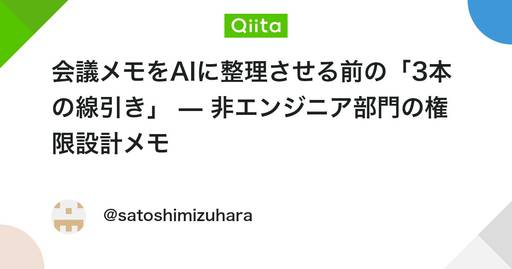 Qiita
会議メモをAIに整理させる前の「3本
の線引き」 — 非エンジニア部門の権
限設計メモ
@satoshimizuhara